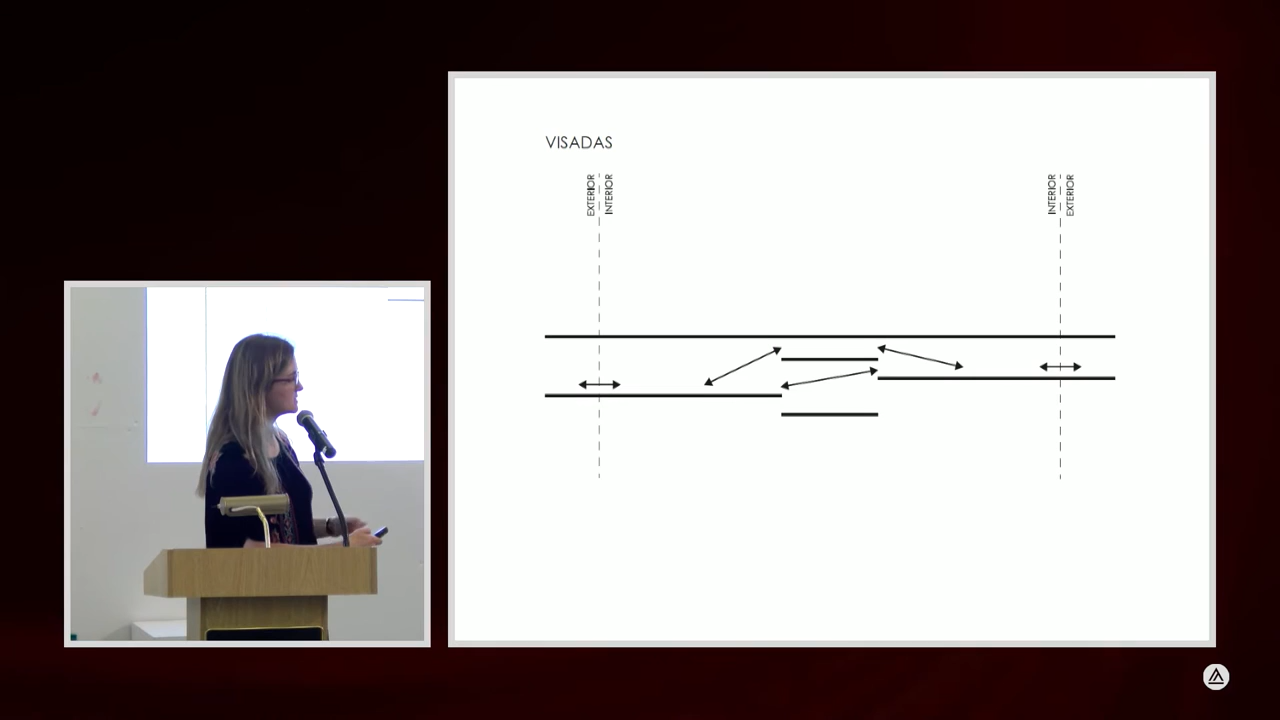 VISADAS
EXTERIOR
INTERIOR
INTERIOR
EXTERIOR